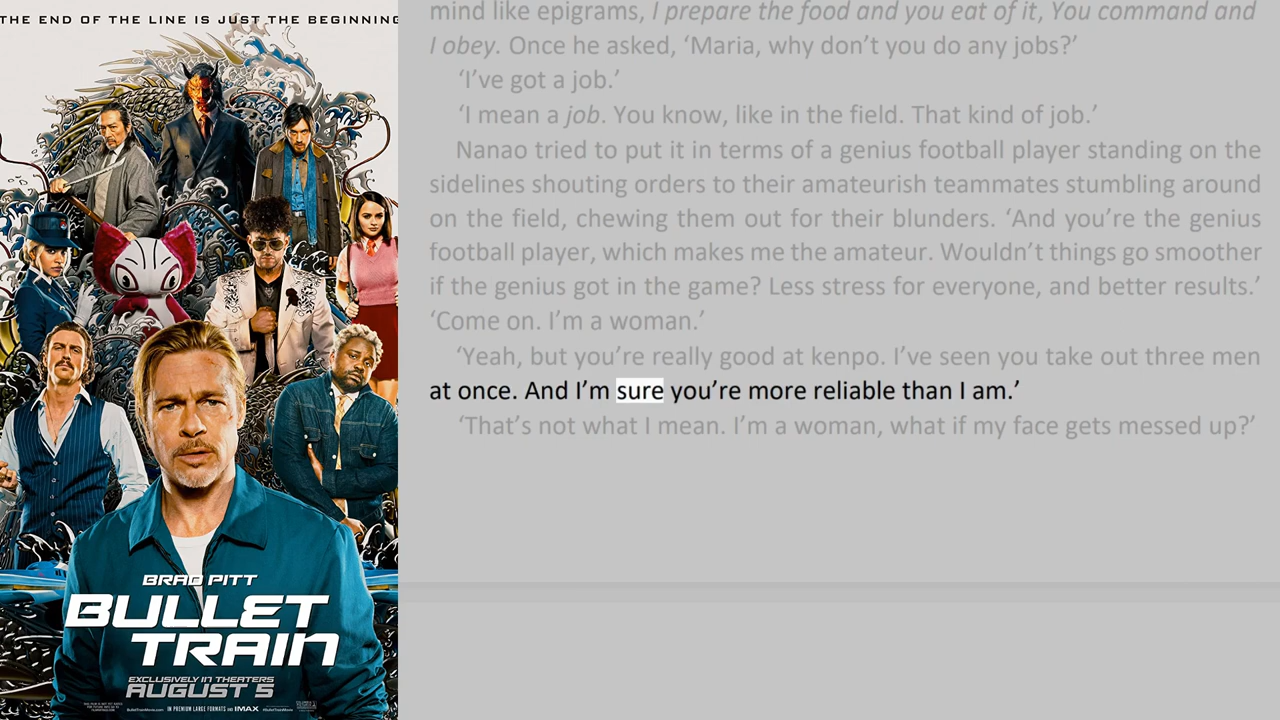 THE END OF THE LINE IS JUST THE BEGINNING
BRAD PITT
BULLET
TRAIN
EXCLUSIVELY IN THEATERS
AUGUST 5
BulletTrainMovie.com IN PREMIUM LARGE FORMATS AND IMAX #BulletTrainMovie
mind like epigrams, I prepare the food and you eat of it, You command and
I obey. Once he asked, ‘Maria, why don’t you do any jobs?’
‘I’ve got a job.’
‘I mean a job. You know, like in the field. That kind of job.’
Nanao tried to put it in terms of a genius football player standing on the
sidelines shouting orders to their amateurish teammates stumbling around
on the field, chewing them out for their blunders. ‘And you’re the genius
football player, which makes me the amateur. Wouldn’t things go smoother
if the genius got in the game? Less stress for everyone, and better results.’
‘Come on. I’m a woman.’
‘Yeah, but you’re really good at kenpo. I’ve seen you take out three men
at once. And I’m sure you’re more reliable than I am.’
‘That’s not what I mean. I’m a woman, what if my face gets messed up?’